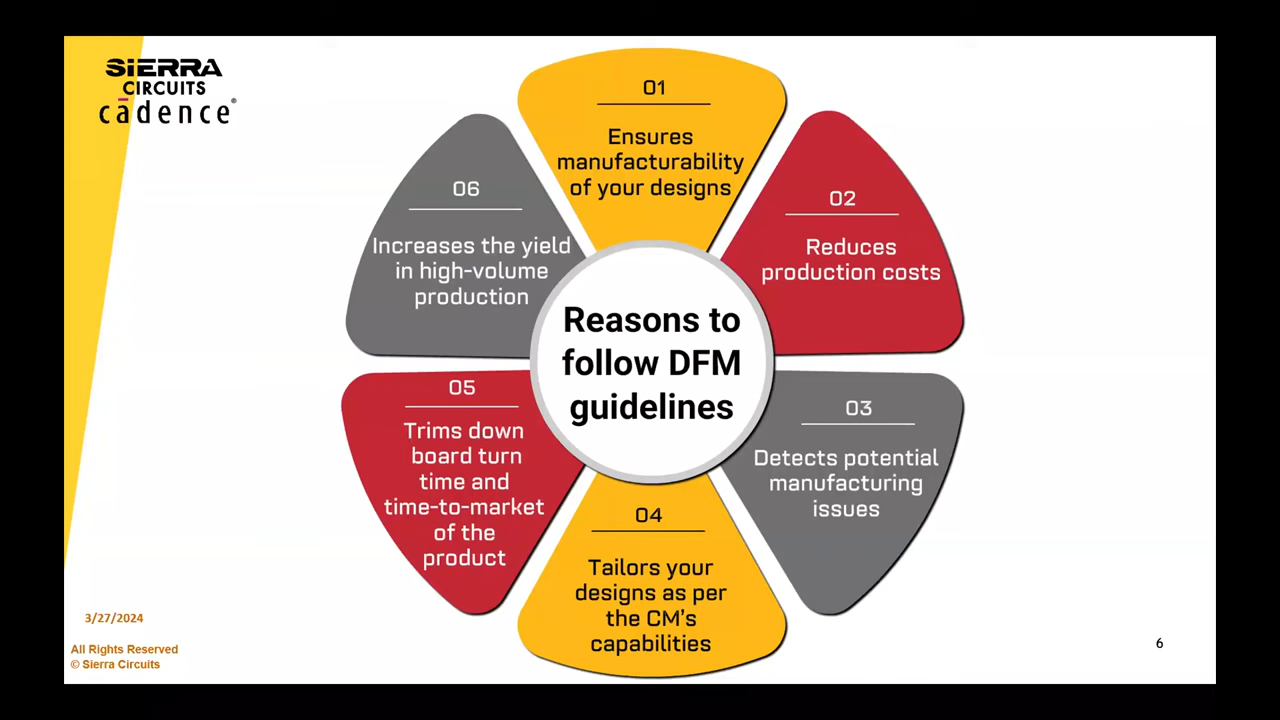 SiERRA
CIRCUITS
cādence®
01
Ensures
manufacturability
of your designs
02
Reduces
production costs
03
Detects potential
manufacturing
issues
04
Tailors your
designs as per
the CM's
capabilities
05
Trims down
board turn
time and
time-to-market
of the
product
06
Increases the yield
in high-volume
production
Reasons to
follow DFM
guidelines
3/27/2024
All Rights Reserved
© Sierra Circuits
6